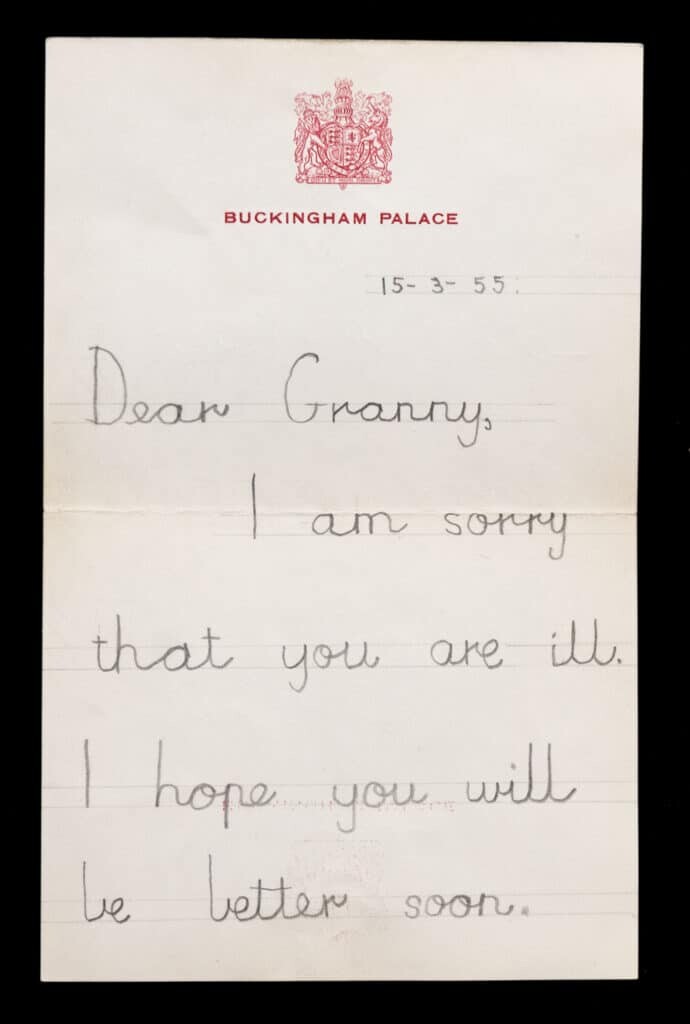 BUCKINGHAM PALACE
15-3-55.
Dear Granny,
I am sorry
that you are ill.
I hope you will
be better soon.